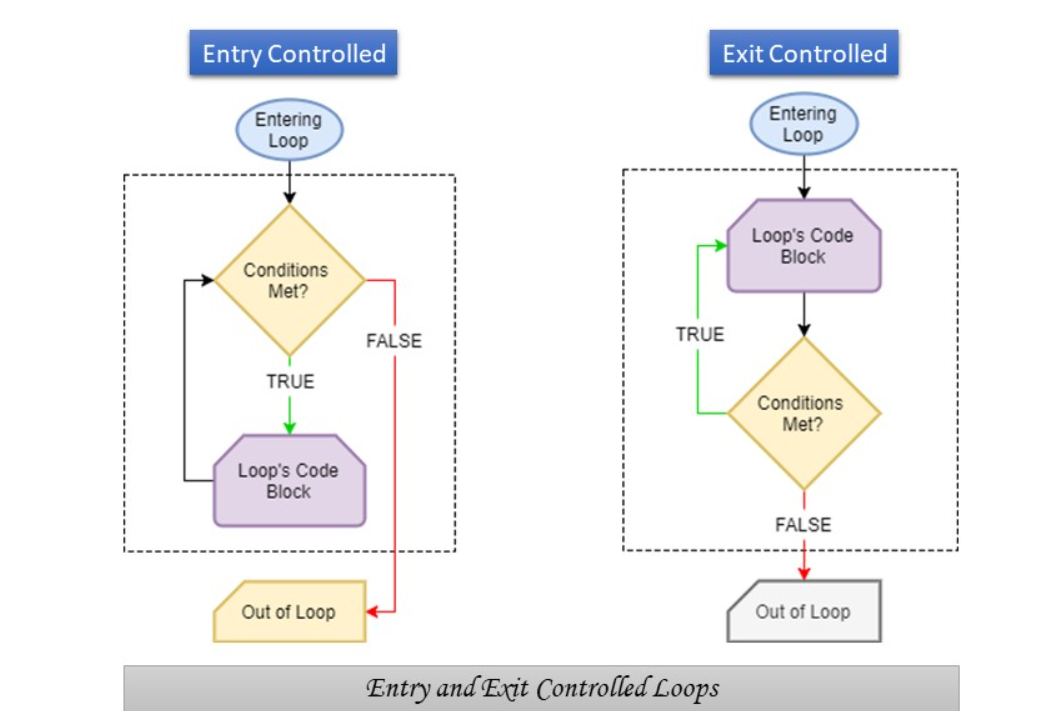 Entry Controlled
Entering
Loop
Conditions
Met?
FALSE
TRUE
Loop's Code
Block
Out of Loop
Exit Controlled
Entering
Loop
Loop's Code
Block
TRUE
Conditions
Met?
FALSE
Out of Loop
Entry and Exit Controlled Loops